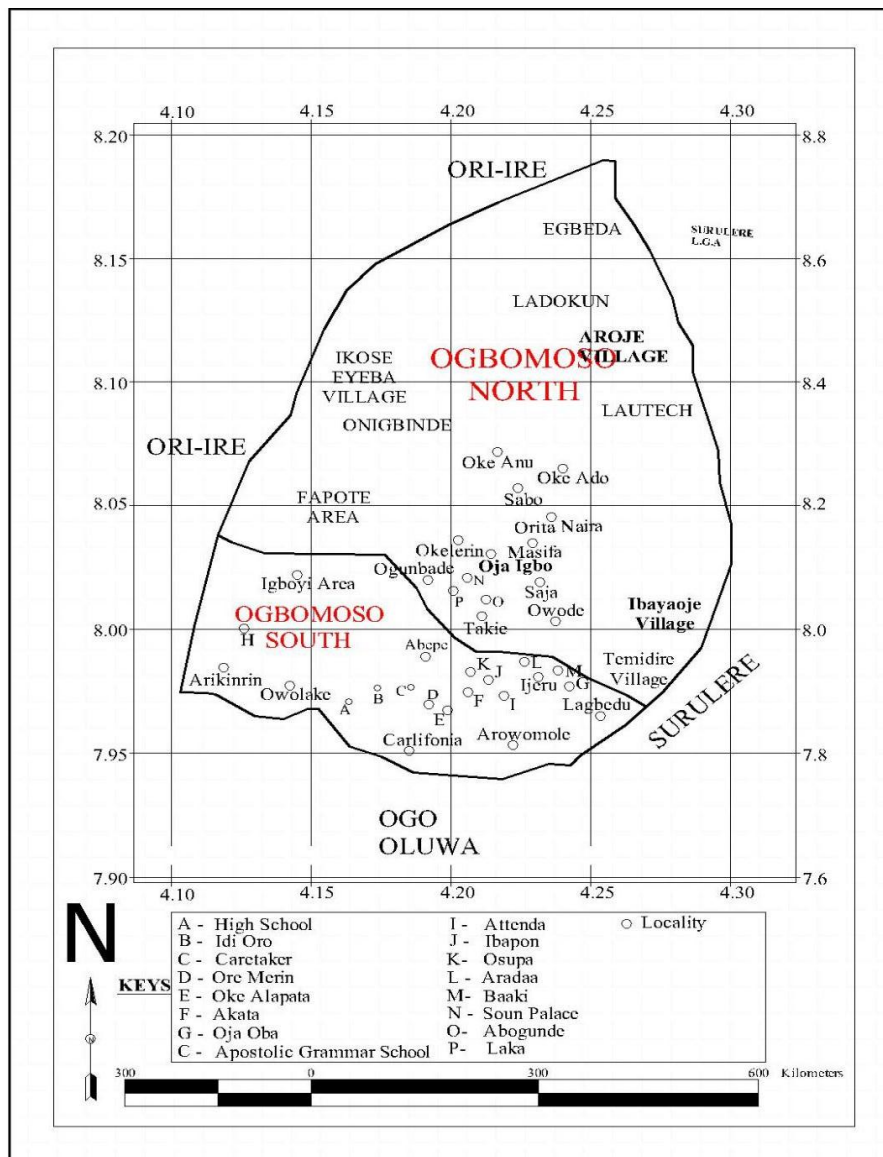 4.10 4.15 4.20 4.25 4.30
8.20 8.8
ORI-IRE
EGBEDA
SURULERE
L.G.A
8.15 8.6
LADOKUN
AROJE
VILLAGE
OGBOMOSO
NORTH
IKOSE
EYEBA
VILLAGE
8.10 8.4
LAUTECH
ONIGBINDE
ORI-IRE
Oke Anu
Oke Ado
Sabo
FAPOTE
AREA
8.05 8.2
Orita Naira
Okelerin
Masifa
Oja Igbo
Ogunbade
N
Igboyi Area
Saja
P
O
Owode
Takie
Ibayaoje
Village
OGBOMOSO
SOUTH
8.00 8.0
H
Abepe
Temidire
Village
K
L
J
M
Ijeru
G
Arikinrin
Owolake
A
B
C
D
E
F
I
Lagbedu
SURULERE
Carlifonia
Arowomole
7.95 7.8
OGO
OLUWA
7.90 7.6
4.10 4.15 4.20 4.25 4.30
N
KEYS
A - High School
B - Idi Oro
C - Caretaker
D - Ore Merin
E - Oke Alapata
F - Akata
G - Oja Oba
C - Apostolic Grammar School
I - Attenda
J - Ibapon
K- Osupa
L - Aradaa
M- Baaki
N - Soun Palace
O- Abogunde
P- Laka
Locality
300 0 300 600 Kilometers